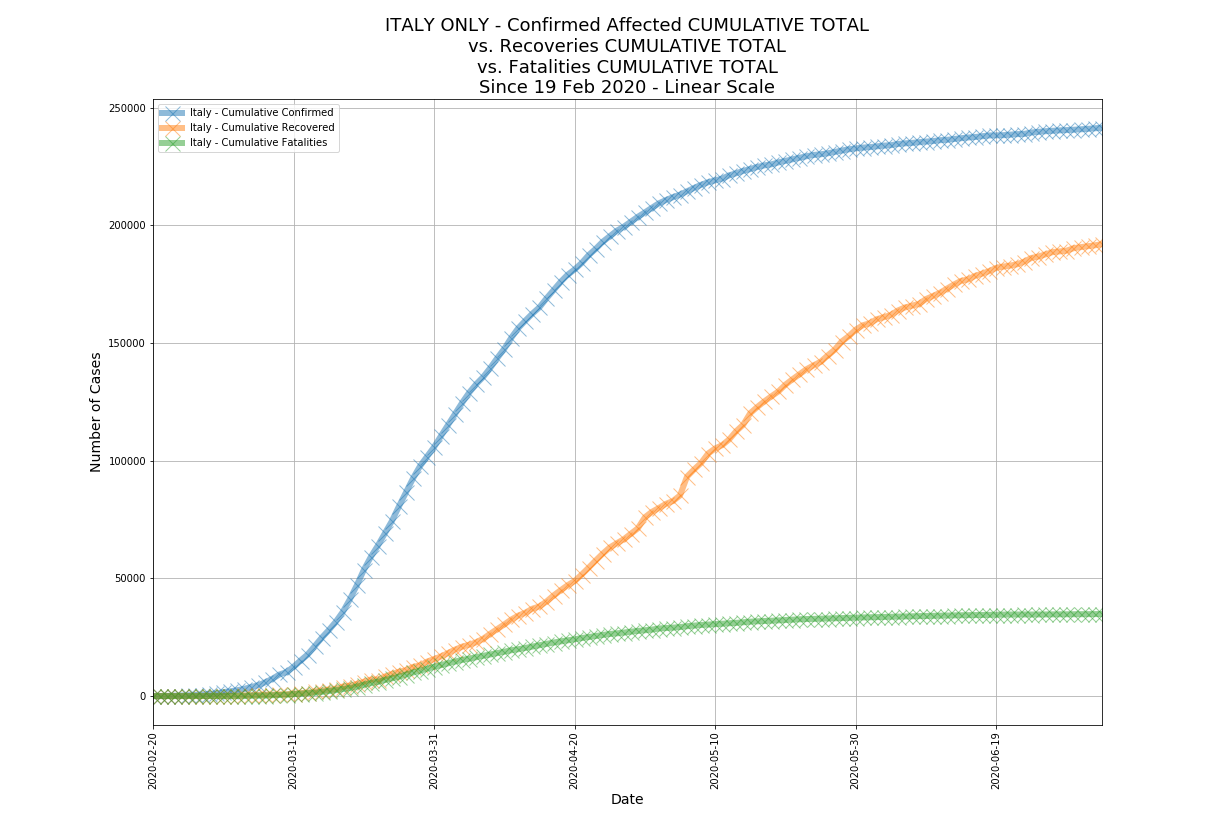 ITALY ONLY - Confirmed Affected CUMULATIVE TOTAL
vs. Recoveries CUMULATIVE TOTAL
vs. Fatalities CUMULATIVE TOTAL
Since 19 Feb 2020 - Linear Scale
Italy - Cumulative Confirmed
Italy - Cumulative Recovered
Italy - Cumulative Fatalities
Number of Cases
250000
200000
150000
100000
50000
0
2020-02-20
2020-03-11
2020-03-31
2020-04-20
2020-05-10
2020-05-30
2020-06-19
Date